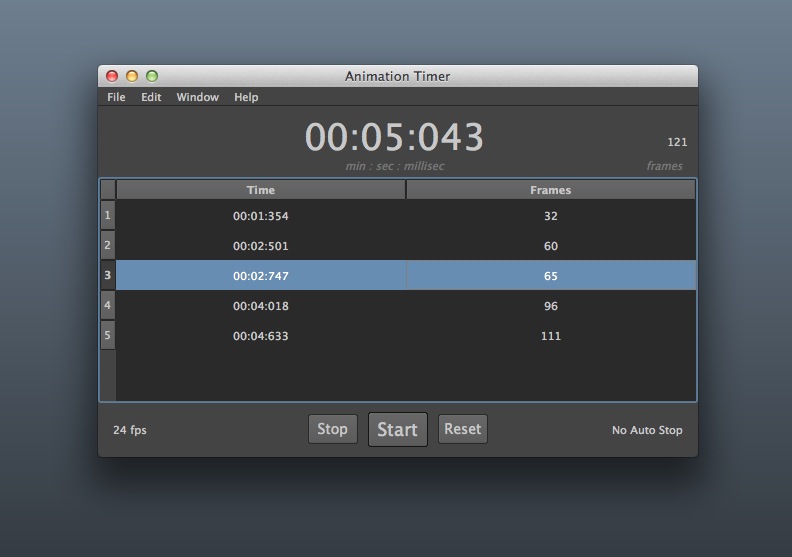 Animation Timer
File Edit Window Help
00:05:043
121
min : sec : millisec
frames
Time Frames
1 00:01:354 32
2 00:02:501 60
3 00:02:747 65
4 00:04:018 96
5 00:04:633 111
24 fps Stop Start Reset No Auto Stop